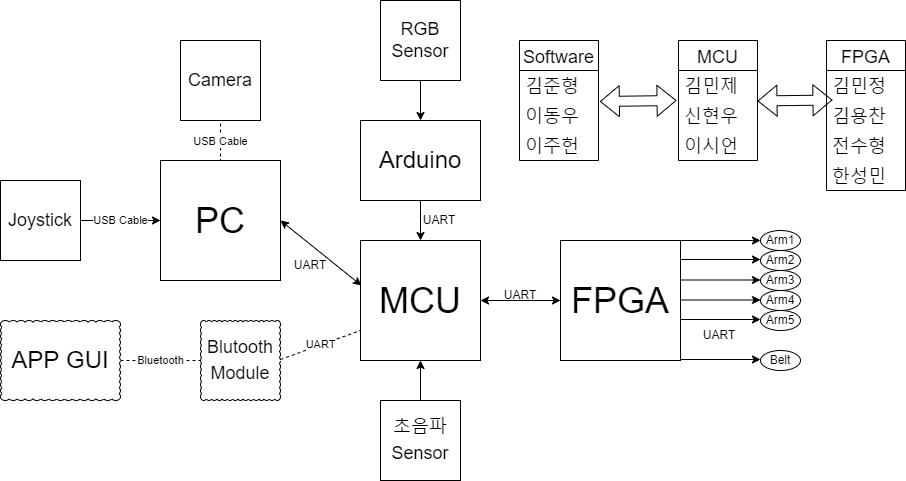 RGB
Sensor
Camera
Software
김준형
이동우
이주헌
MCU
김민제
신현우
이시언
FPGA
김민정
김용찬
전수형
한성민
USB Cable
Arduino
Joystick
USB Cable
PC
UART
UART
MCU
UART
FPGA
Arm1
Arm2
Arm3
Arm4
Arm5
UART
Belt
APP GUI
Bluetooth
Blutooth
Module
UART
초음파
Sensor